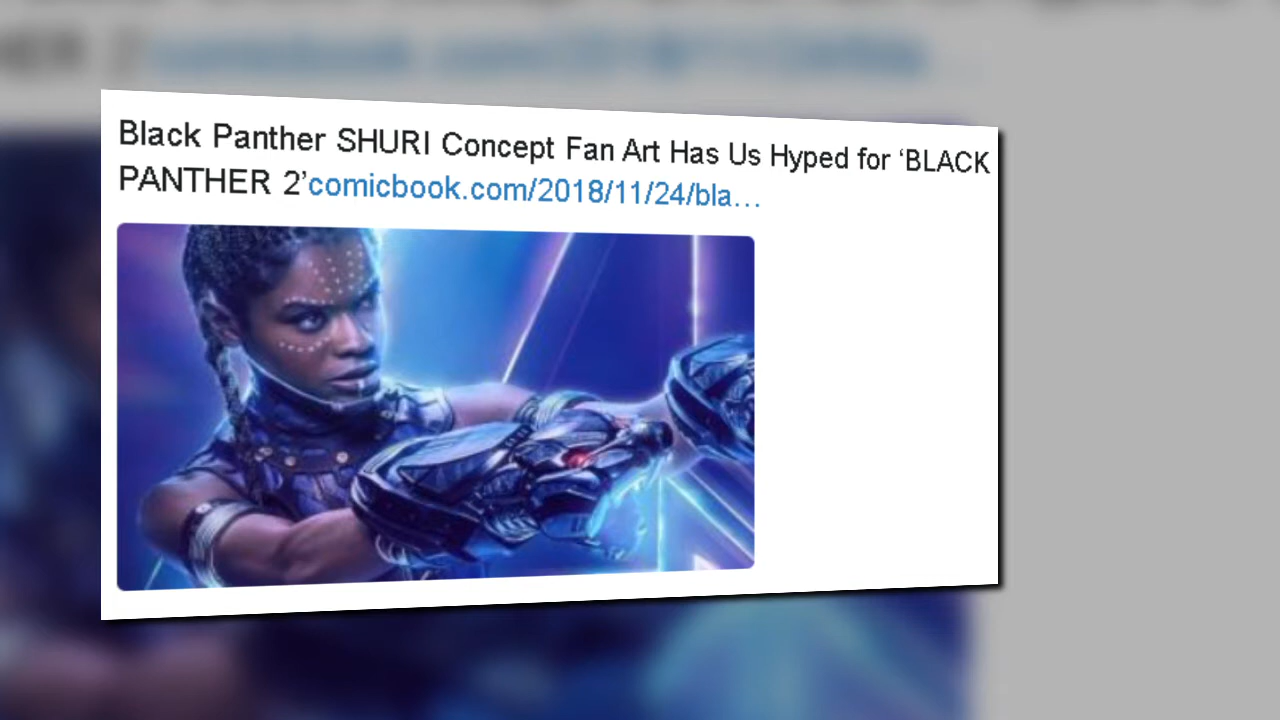 Black Panther SHURI Concept Fan Art Has Us Hyped for ‘BLACK
PANTHER 2’comicbook.com/2018/11/24/bla…